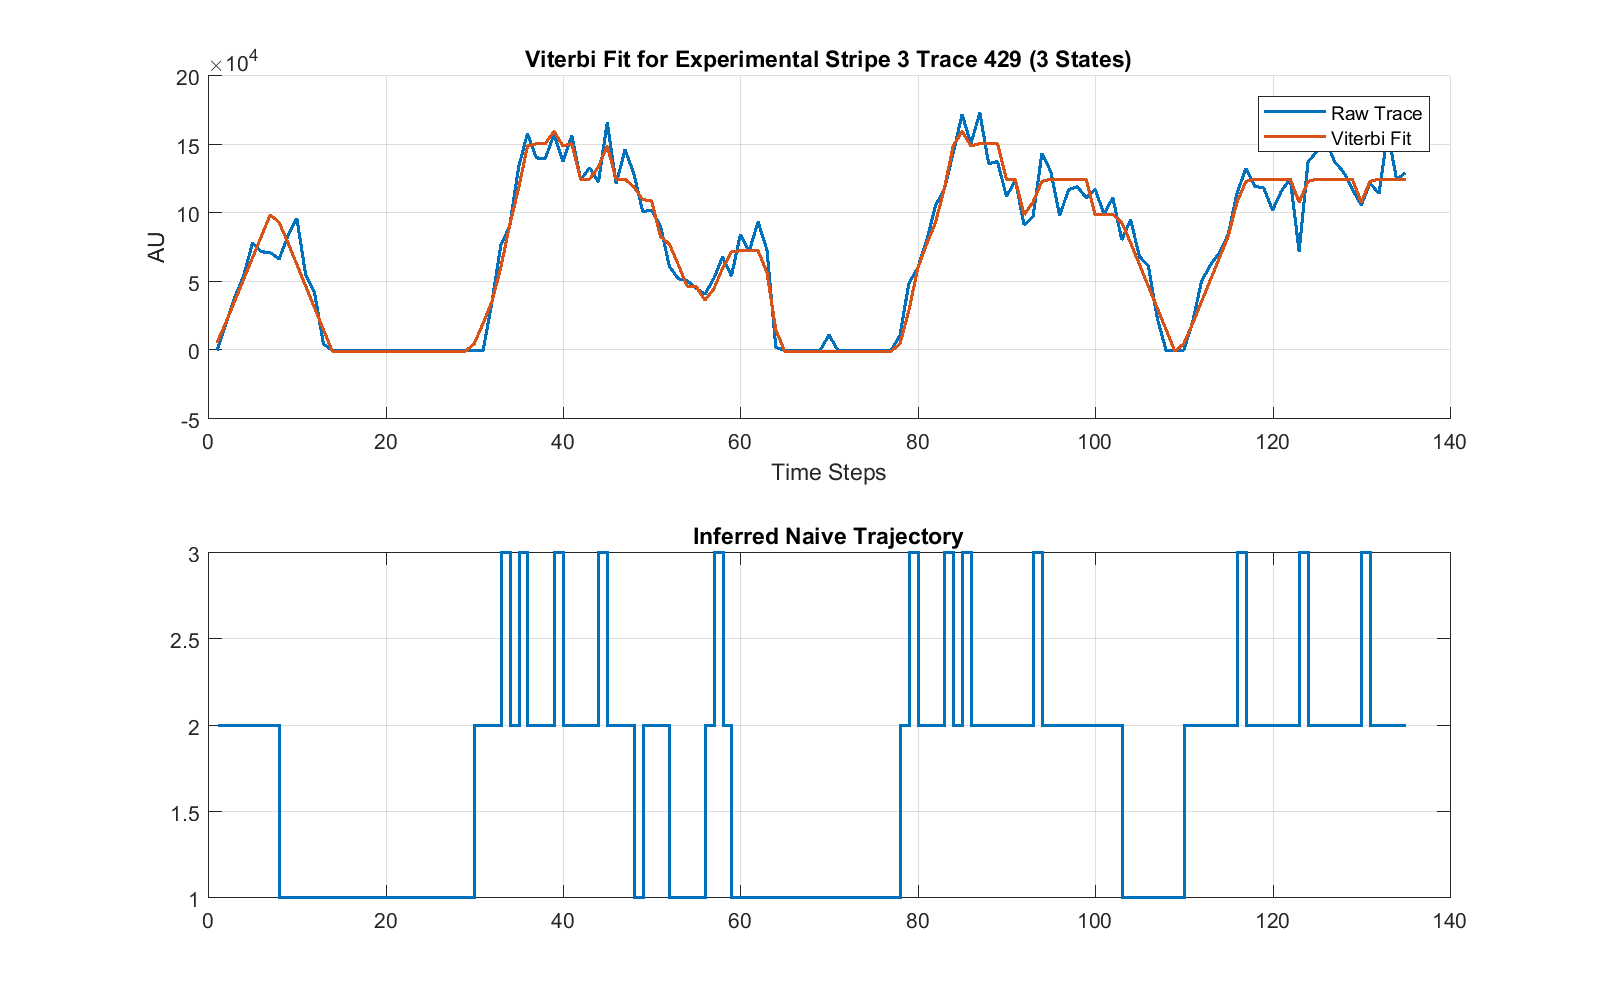 Viterbi Fit for Experimental Stripe 3 Trace 429 (3 States)
×10^4
20
15
10
5
0
-5
AU
Raw Trace
Viterbi Fit
0 20 40 60 80 100 120 140
Time Steps
Inferred Naive Trajectory
3
2.5
2
1.5
1
0 20 40 60 80 100 120 140